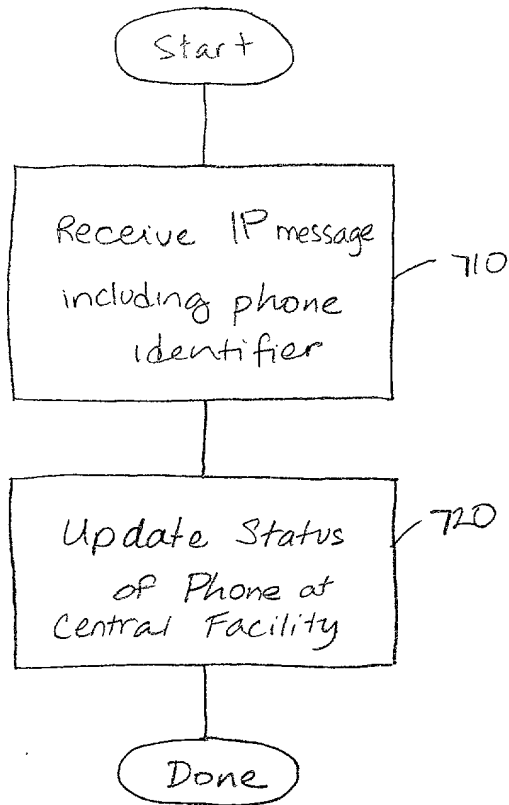 Start
Receive IP message
including phone
identifier
710
Update Status
of Phone at
Central Facility
720
Done